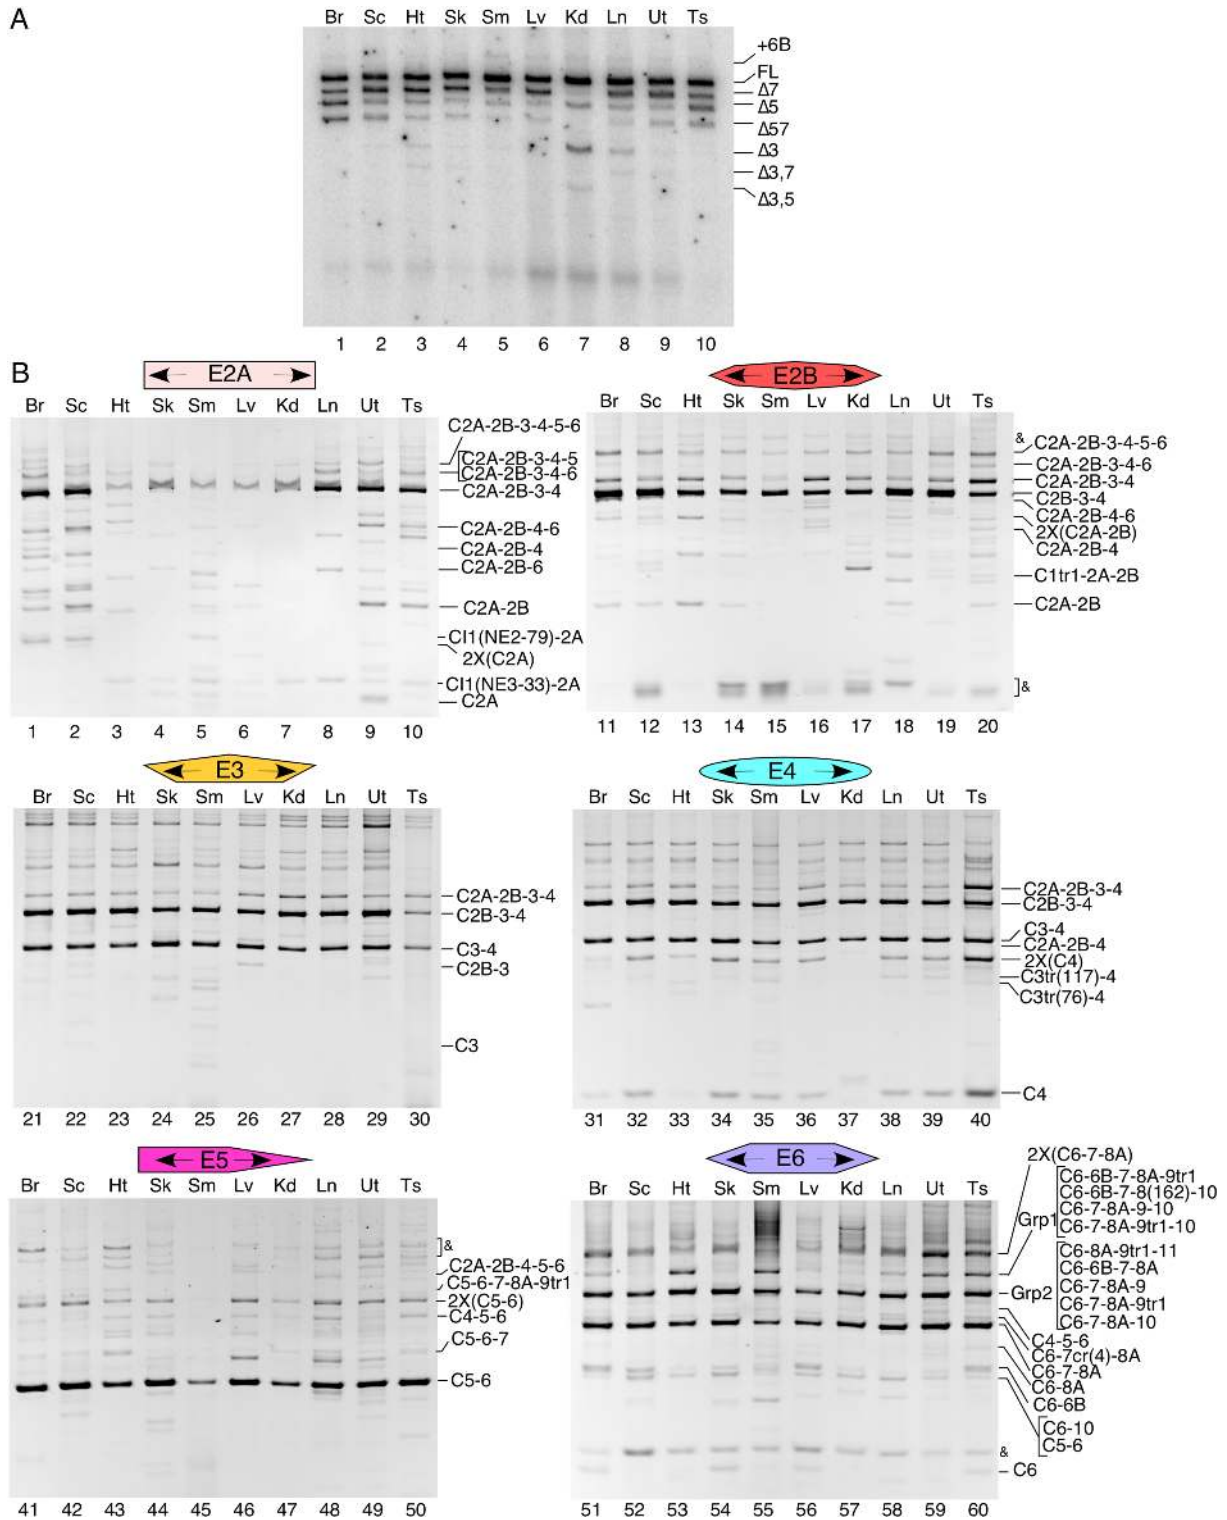 A
Br Sc Ht Sk Sm Lv Kd Ln Ut Ts
+6B
FL
Δ7
Δ5
Δ57
Δ3
Δ3,7
Δ3,5
1 2 3 4 5 6 7 8 9 10
B
E2A
Br Sc Ht Sk Sm Lv Kd Ln Ut Ts
C2A-2B-3-4-5-6
C2A-2B-3-4-5
C2A-2B-3-4-6
C2A-2B-3-4
C2A-2B-4-6
C2A-2B-4
C2A-2B-6
C2A-2B
CI1(NE2-79)-2A
2X(C2A)
CI1(NE3-33)-2A
C2A
1 2 3 4 5 6 7 8 9 10
E2B
Br Sc Ht Sk Sm Lv Kd Ln Ut Ts
&
C2A-2B-3-4-5-6
C2A-2B-3-4-6
C2A-2B-3-4
C2B-3-4
C2A-2B-4-6
2X(C2A-2B)
C2A-2B-4
C1tr1-2A-2B
C2A-2B
&
11 12 13 14 15 16 17 18 19 20
E3
Br Sc Ht Sk Sm Lv Kd Ln Ut Ts
C2A-2B-3-4
C2B-3-4
C3-4
C2B-3
C3
21 22 23 24 25 26 27 28 29 30
E4
Br Sc Ht Sk Sm Lv Kd Ln Ut Ts
C2A-2B-3-4
C2B-3-4
C3-4
C2A-2B-4
2X(C4)
C3tr(117)-4
C3tr(76)-4
C4
31 32 33 34 35 36 37 38 39 40
E5
Br Sc Ht Sk Sm Lv Kd Ln Ut Ts
&
C2A-2B-4-5-6
C5-6-7-8A-9tr1
2X(C5-6)
C4-5-6
C5-6-7
C5-6
41 42 43 44 45 46 47 48 49 50
E6
Br Sc Ht Sk Sm Lv Kd Ln Ut Ts
2X(C6-7-8A)
Grp1
C6-6B-7-8A-9tr1
C6-6B-7-8(162)-10
C6-7-8A-9-10
C6-7-8A-9tr1-10
Grp2
C6-8A-9tr1-11
C6-6B-7-8A
C6-7-8A-9
C6-7-8A-9tr1
C6-7-8A-10
C4-5-6
C6-7cr(4)-8A
C6-7-8A
C6-8A
C6-6B
C6-10
C5-6
&
C6
51 52 53 54 55 56 57 58 59 60